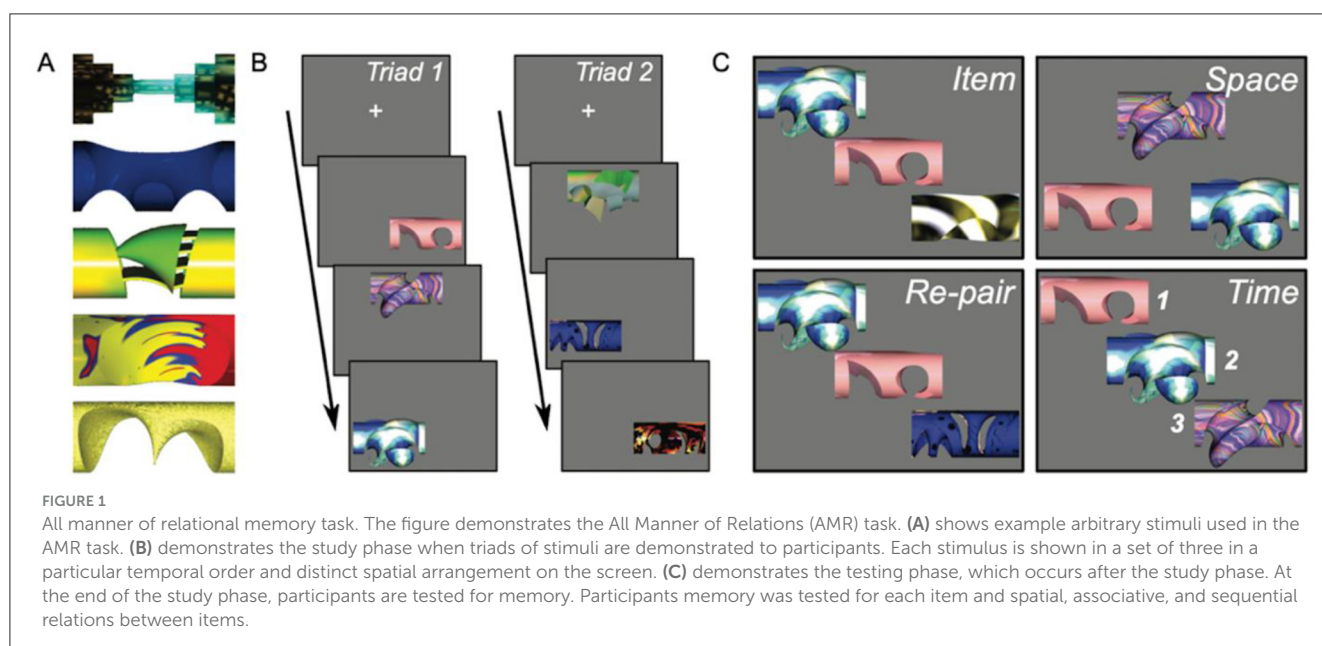 A
B
Triad 1
+
Triad 2
+
C
Item
Space
Re-pair
1
Time
2
3
FIGURE 1
All manner of relational memory task. The figure demonstrates the All Manner of Relations (AMR) task. (A) shows example arbitrary stimuli used in the
AMR task. (B) demonstrates the study phase when triads of stimuli are demonstrated to participants. Each stimulus is shown in a set of three in a
particular temporal order and distinct spatial arrangement on the screen. (C) demonstrates the testing phase, which occurs after the study phase. At
the end of the study phase, participants are tested for memory. Participants memory was tested for each item and spatial, associative, and sequential
relations between items.